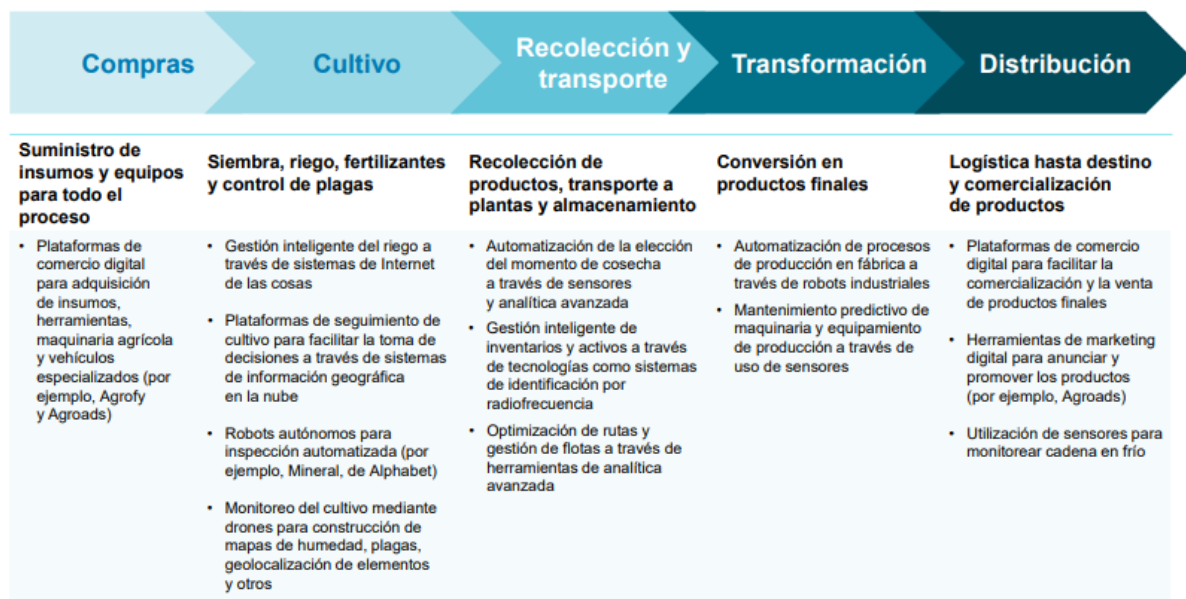 Compras
Cultivo
Recolección y
transporte
Transformación
Distribución
Suministro de
insumos y equipos
para todo el
proceso
Siembra, riego, fertilizantes
y control de plagas
Recolección de
productos, transporte a
plantas y almacenamiento
Conversión en
productos finales
Logística hasta destino
y comercialización
de productos
• Plataformas de
comercio digital
para adquisición
de insumos,
herramientas,
maquinaria agrícola
y vehículos
especializados (por
ejemplo, Agrofy
y Agroads)
• Gestión inteligente del riego a
través de sistemas de Internet
de las cosas
• Plataformas de seguimiento de
cultivo para facilitar la toma de
decisiones a través de sistemas
de información geográfica
en la nube
• Robots autónomos para
inspección automatizada (por
ejemplo, Mineral, de Alphabet)
• Monitoreo del cultivo mediante
drones para construcción de
mapas de humedad, plagas,
geolocalización de elementos
y otros
• Automatización de la elección
del momento de cosecha
a través de sensores
y analítica avanzada
• Gestión inteligente de
inventarios y activos a través
de tecnologías como sistemas
de identificación por
radiofrecuencia
• Optimización de rutas y
gestión de flotas a través de
herramientas de analítica
avanzada
• Automatización de procesos
de producción en fábrica a
través de robots industriales
• Mantenimiento predictivo de
maquinaria y equipamiento
de producción a través de
uso de sensores
• Plataformas de comercio
digital para facilitar la
comercialización y la venta
de productos finales
• Herramientas de marketing
digital para anunciar y
promover los productos
(por ejemplo, Agroads)
• Utilización de sensores para
monitorear cadena en frío